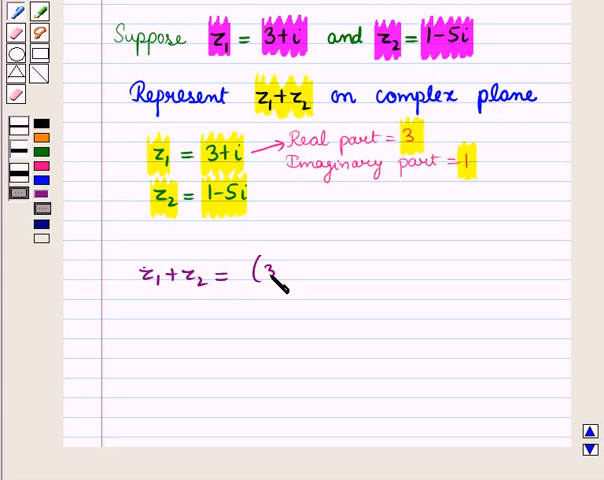 Suppose z₁ = 3+i and z₂ = 1-5i
Represent z₁+z₂ on complex plane
z₁ = 3+i → Real part = 3
Imaginary part = 1
z₂ = 1-5i
z₁+z₂ = (3